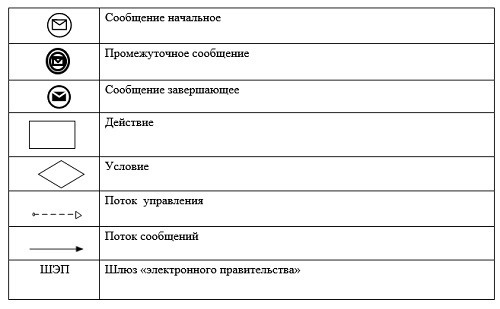 Сообщение начальное
Промежуточное сообщение
Сообщение завершающее
Действие
Условие
Поток управления
Поток сообщений
ШЭП Шлюз «электронного правительства»